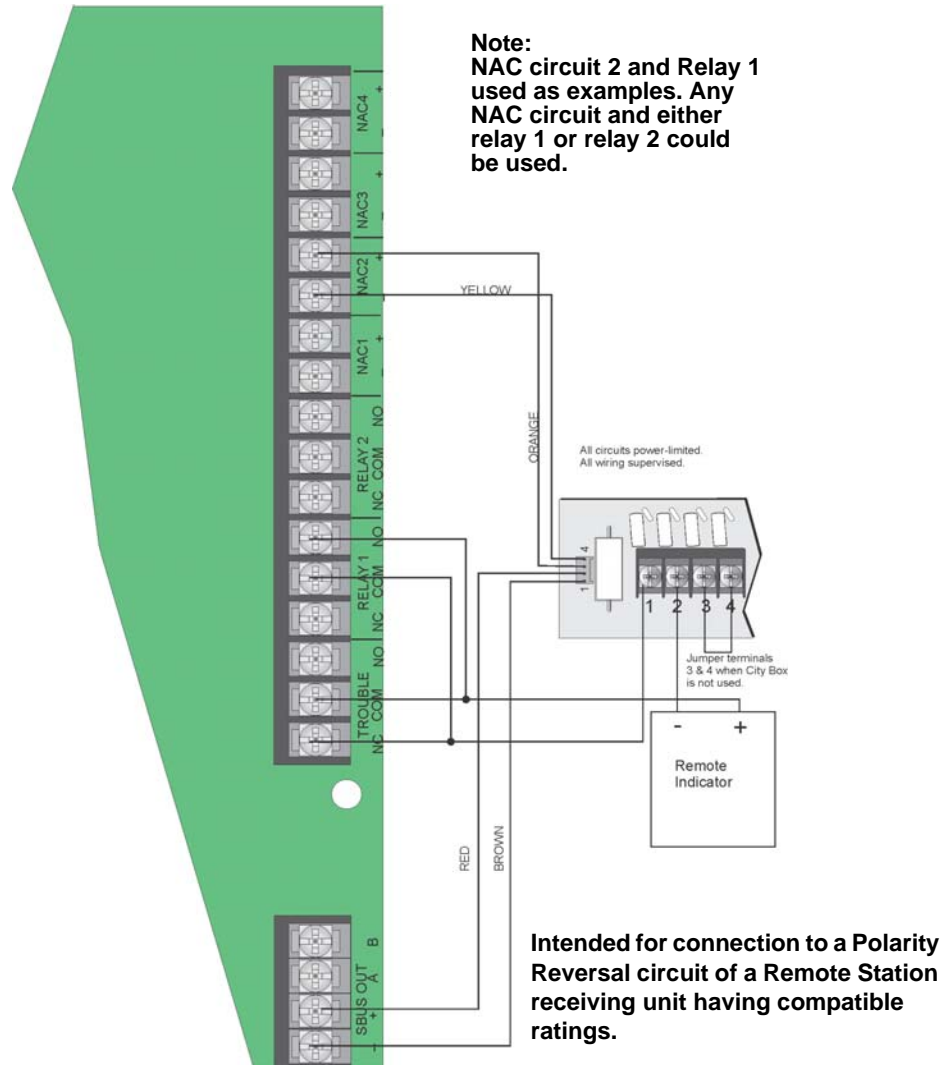 Note:
NAC circuit 2 and Relay 1
used as examples. Any
NAC circuit and either
relay 1 or relay 2 could
be used.
NAC4
+
–
NAC3
+
–
NAC2
+
–
YELLOW
NAC1
+
–
ORANGE
RELAY 2
NO
COM
NC
All circuits power-limited.
All wiring supervised.
RELAY 1
NO
COM
NC
4
1
1 2 3 4
Jumper terminals
3 & 4 when City Box
is not used.
TROUBLE
NO
COM
NC
- +
Remote
Indicator
RED
BROWN
SBUS OUT
B
A
+
–
Intended for connection to a Polarity
Reversal circuit of a Remote Station
receiving unit having compatible
ratings.